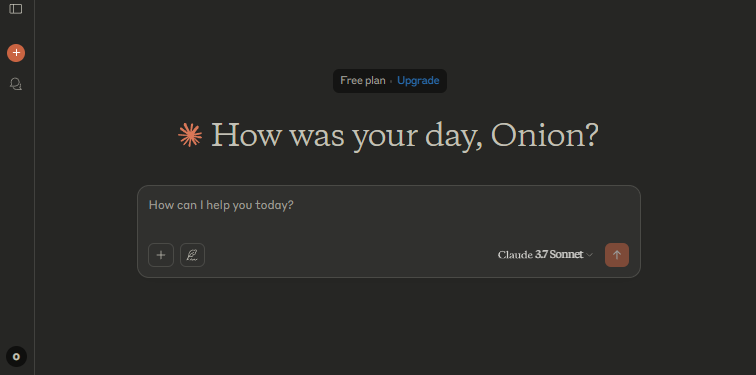 Free plan · Upgrade
How was your day, Onion?
How can I help you today?
Claude 3.7 Sonnet
O